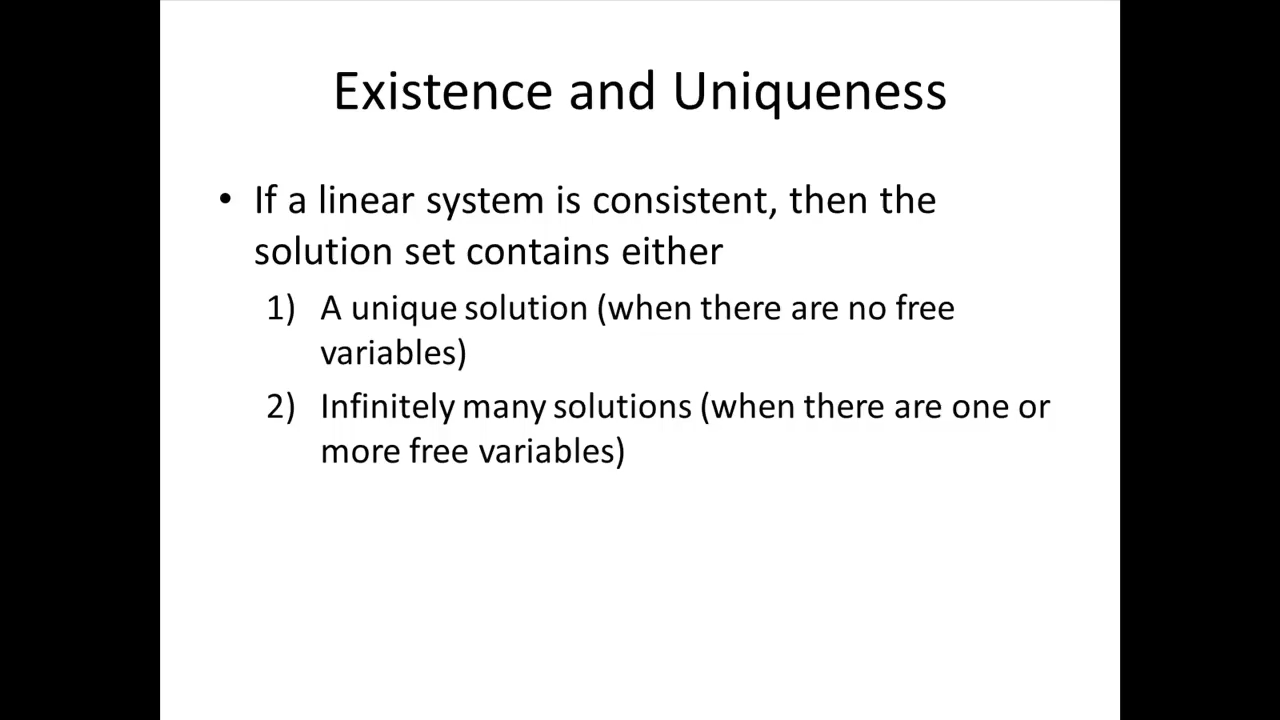 Existence and Uniqueness
• If a linear system is consistent, then the
solution set contains either
1) A unique solution (when there are no free
variables)
2) Infinitely many solutions (when there are one or
more free variables)